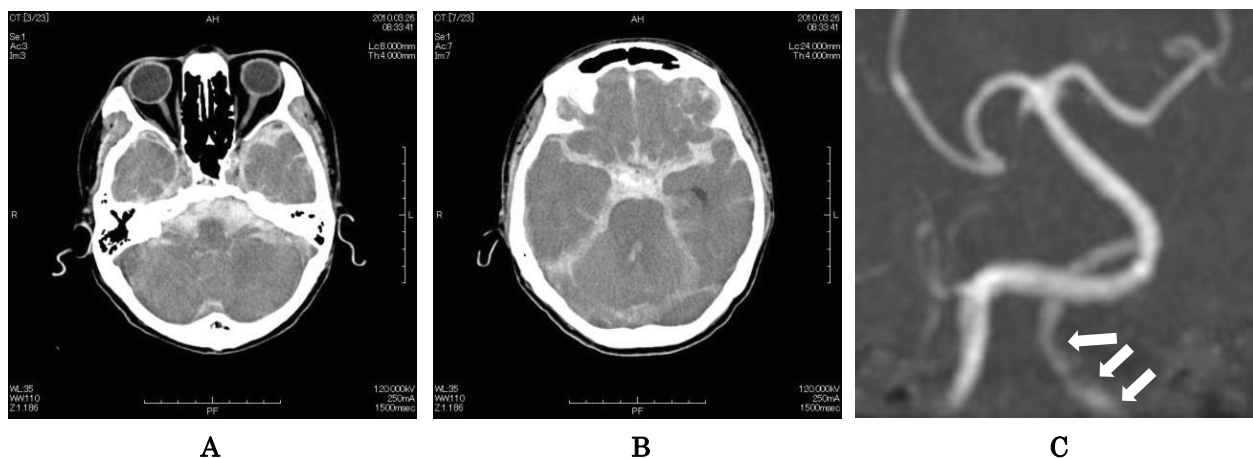 CT [3/23]
AH
2010.03.26
08:33:41
Se:1
Ac:3
Im:3
Lc:8.000mm
Th:4.000mm
R
L
WL:35
WW:110
Z:1.186
PF
120.000kV
250mA
1500msec
A
CT [7/23]
AH
2010.03.26
08:33:41
Se:1
Ac:7
Im:7
Lc:24.000mm
Th:4.000mm
R
L
WL:35
WW:110
Z:1.186
PF
120.000kV
250mA
1500msec
B
C